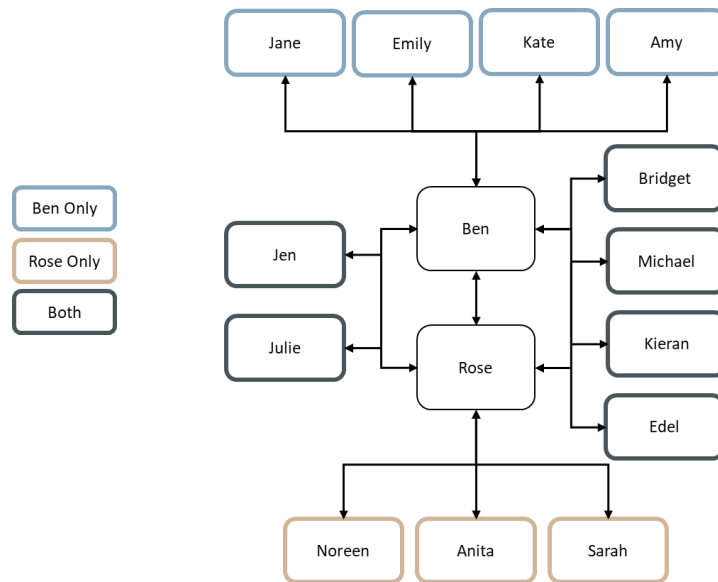 Jane
Emily
Kate
Amy
Ben Only
Rose Only
Both
Jen
Julie
Ben
Rose
Bridget
Michael
Kieran
Edel
Noreen
Anita
Sarah